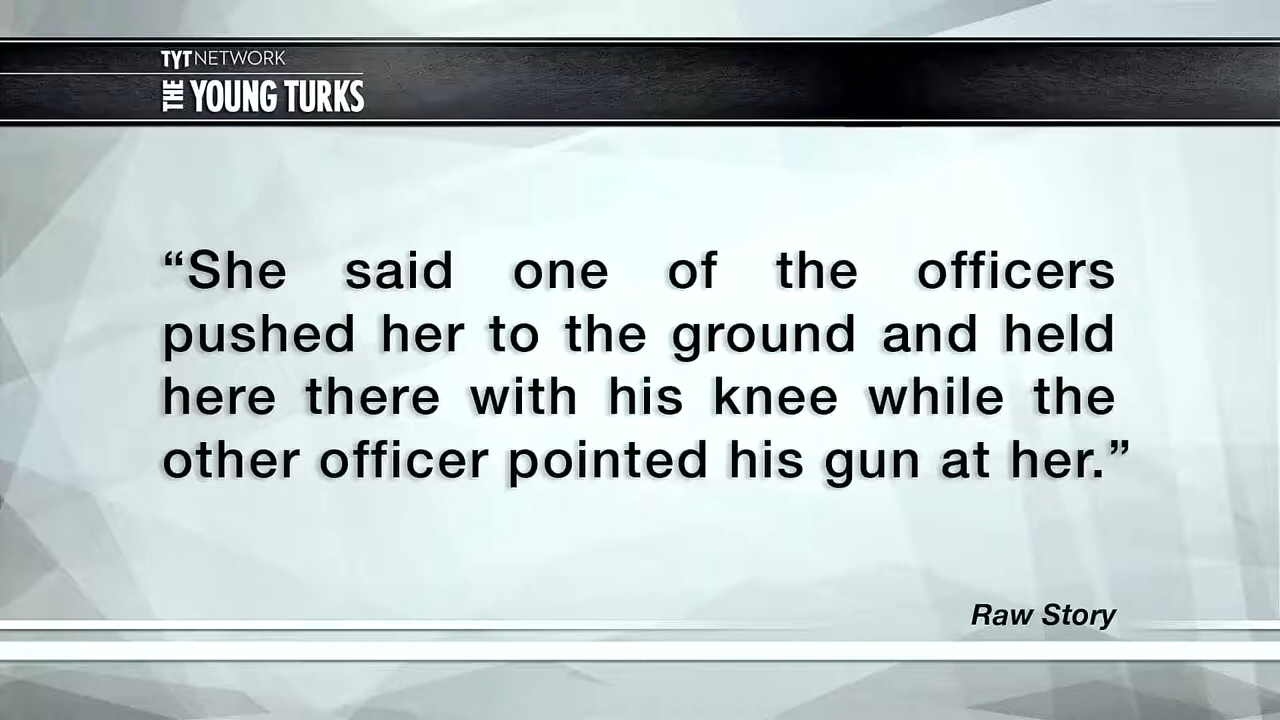 TYT NETWORK
THE YOUNG TURKS
“She said one of the officers
pushed her to the ground and held
here there with his knee while the
other officer pointed his gun at her.”
Raw Story